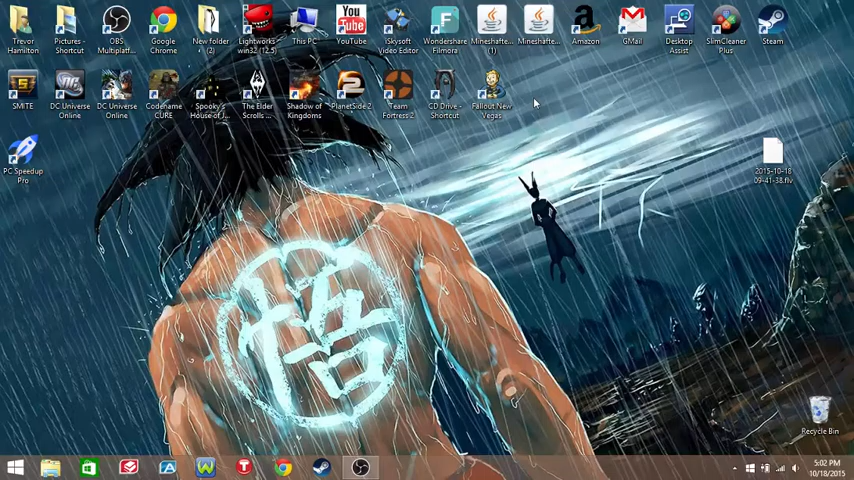 Trevor Hamilton
Pictures - Shortcut
OBS Multiplatf...
Google Chrome
New folder (2)
Lightworks win32 (12.5)
This PC
YouTube
Skysoft Video Editor
Wondershare Filmora
Mineshafte... (1)
Mineshafte...
Amazon
GMail
Desktop Assist
SlimCleaner Plus
Steam
SMITE
DC Universe Online
DC Universe Online
Codename CURE
Spooky's House of J...
The Elder Scrolls ...
Shadow of Kingdoms
PlanetSide 2
Team Fortress 2
CD Drive - Shortcut
Fallout New Vegas
PC Speedup Pro
2015-10-18 09-41-38.flv
悟
Recycle Bin
5:02 PM
10/18/2015